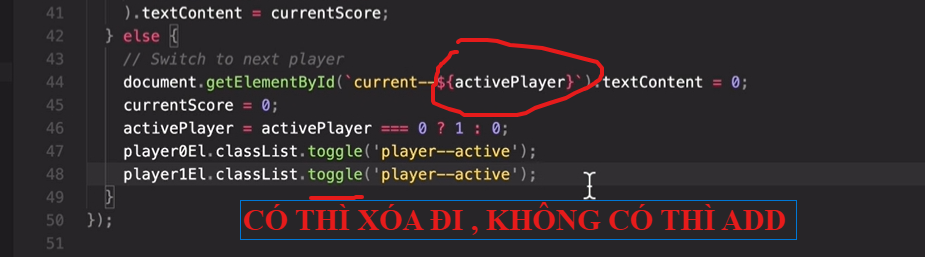 41 ).textContent = currentScore;
42 } else {
43 // Switch to next player
44 document.getElementById(`current--${activePlayer}`).textContent = 0;
45 currentScore = 0;
46 activePlayer = activePlayer === 0 ? 1 : 0;
47 player0El.classList.toggle('player--active');
48 player1El.classList.toggle('player--active');
49 }
50 });
CÓ THÌ XÓA ĐI , KHÔNG CÓ THÌ ADD
51